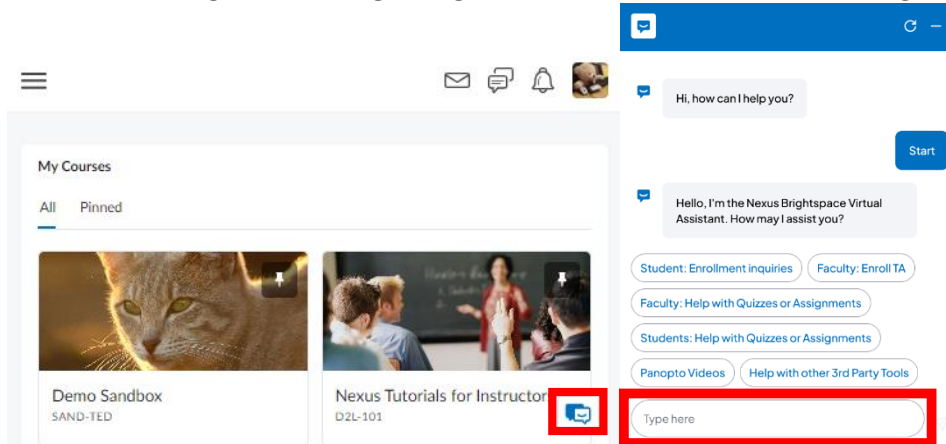 My Courses
All Pinned
Demo Sandbox
SAND-TED
Nexus Tutorials for Instructor
D2L-101
Hi, how can I help you?
Start
Hello, I'm the Nexus Brightspace Virtual
Assistant. How may I assist you?
Student: Enrollment inquiries
Faculty: Enroll TA
Faculty: Help with Quizzes or Assignments
Students: Help with Quizzes or Assignments
Panopto Videos
Help with other 3rd Party Tools
Type here